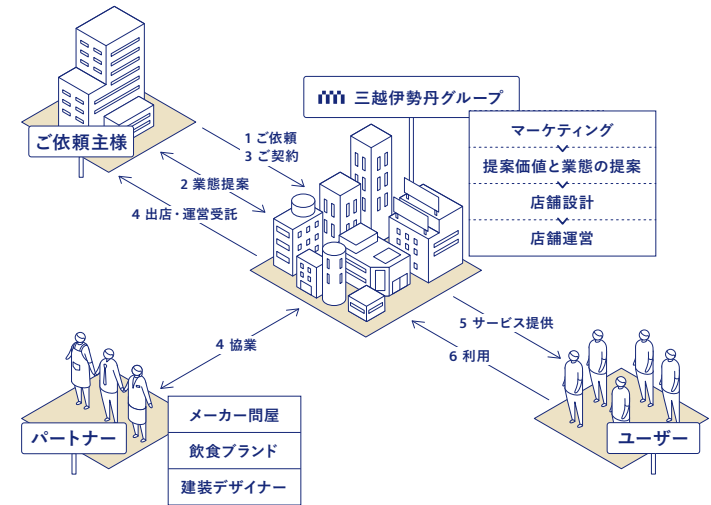 三越伊勢丹グループ
マーケティング
提案価値と業態の提案
店舗設計
店舗運営
ご依頼主様
1 ご依頼
3 ご契約
2 業態提案
4 出店・運営受託
4 協業
5 サービス提供
6 利用
パートナー
メーカー問屋
飲食ブランド
建装デザイナー
ユーザー